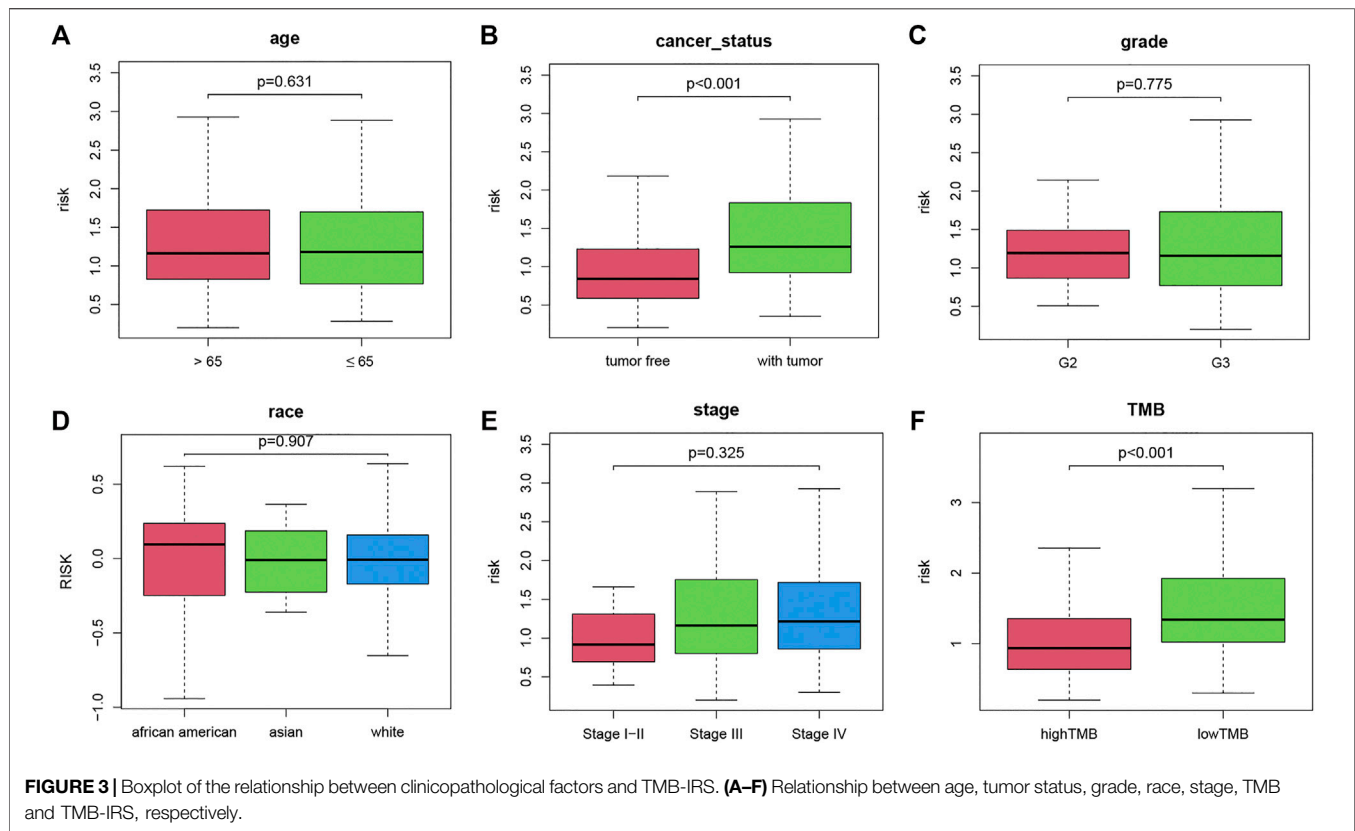 A
age
p=0.631
risk
3.5
3.0
2.5
2.0
1.5
1.0
0.5
> 65
≤ 65
B
cancer_status
p<0.001
risk
3.5
3.0
2.5
2.0
1.5
1.0
0.5
tumor free
with tumor
C
grade
p=0.775
risk
3.5
3.0
2.5
2.0
1.5
1.0
0.5
G2
G3
D
race
p=0.907
RISK
0.5
0.0
−0.5
−1.0
african american
asian
white
E
stage
p=0.325
risk
3.5
3.0
2.5
2.0
1.5
1.0
0.5
Stage I−II
Stage III
Stage IV
F
TMB
p<0.001
risk
3
2
1
highTMB
lowTMB
FIGURE 3 | Boxplot of the relationship between clinicopathological factors and TMB-IRS. (A–F) Relationship between age, tumor status, grade, race, stage, TMB
and TMB-IRS, respectively.